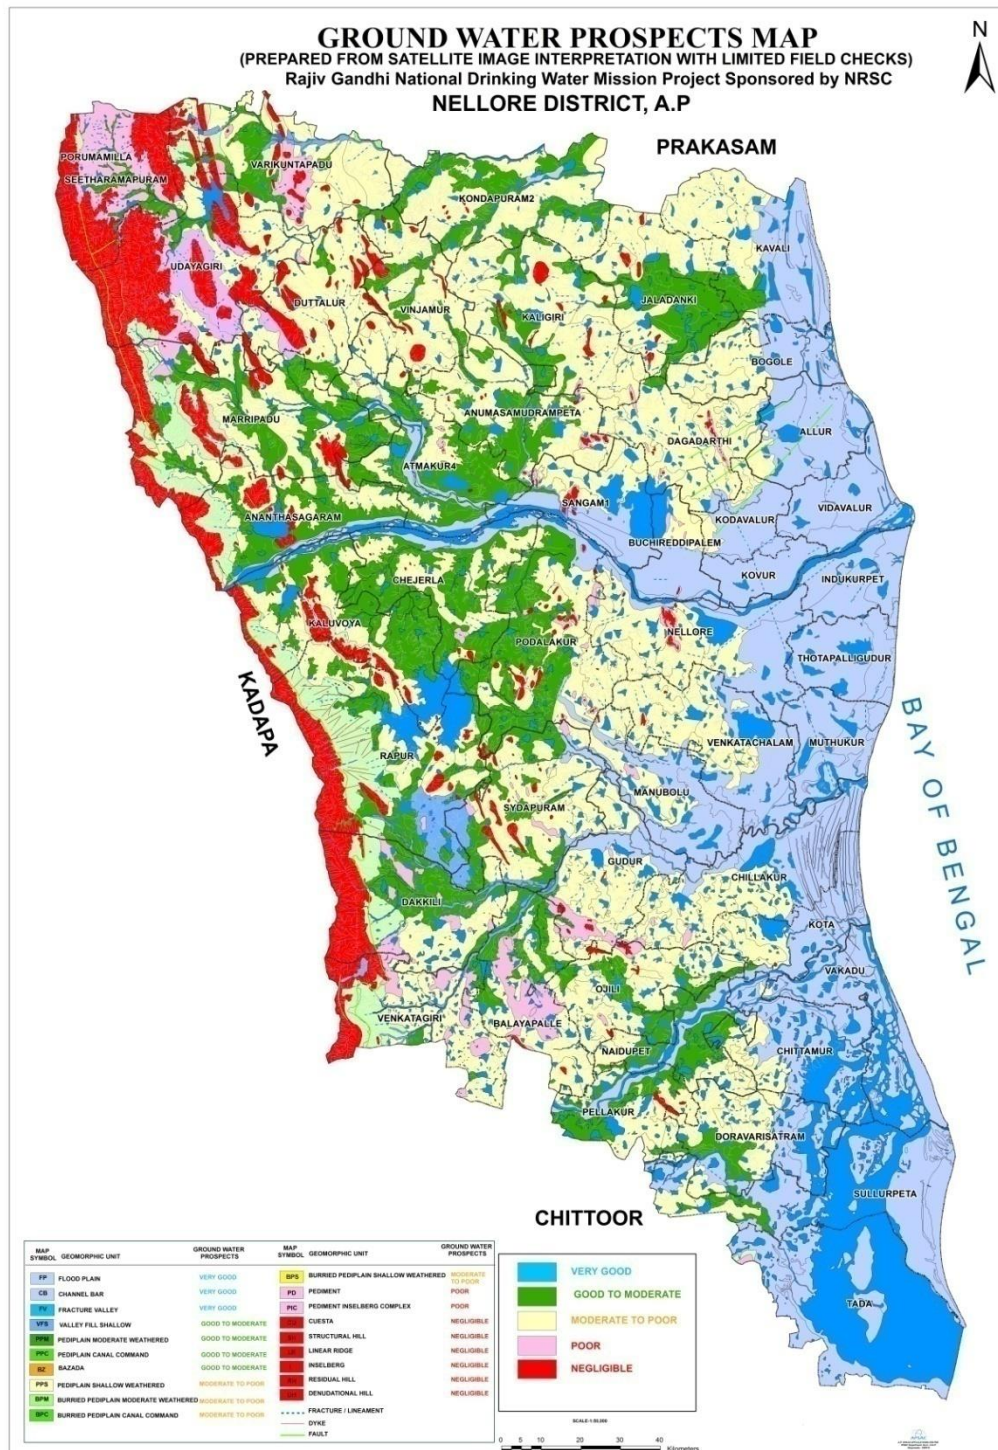 GROUND WATER PROSPECTS MAP
(PREPARED FROM SATELLITE IMAGE INTERPRETATION WITH LIMITED FIELD CHECKS)
Rajiv Gandhi National Drinking Water Mission Project Sponsored by NRSC
NELLORE DISTRICT, A.P
N
PRAKASAM
PORUMAMILLA
SEETHARAMAPURAM
VARIKUNTAPADU
KONDAPURAM2
KAVALI
UDAYAGIRI
DUTTALUR
VINJAMUR
KALIGIRI
JALADANKI
BOGOLE
MARRIPADU
ANUMASAMUDRAMPETA
ALLUR
DAGADARTHI
ATMAKUR4
SANGAM1
ANANTHASAGARAM
KODAVALUR
VIDAVALUR
BUCHIREDDIPALEM
KOVUR
INDUKURPET
CHEJERLA
KALUVOYA
PODALAKUR
NELLORE
THOTAPALLIGUDUR
KADAPA
BAY OF BENGAL
RAPUR
VENKATACHALAM
MUTHUKUR
MANUBOLU
SYDAPURAM
GUDUR
CHILLAKUR
DAKKILI
KOTA
VAKADU
OJILI
VENKATAGIRI
BALAYAPALLE
NAIDUPET
CHITTAMUR
PELLAKUR
DORAVARISATRAM
SULLURPETA
CHITTOOR
TADA
MAP SYMBOL GEOMORPHIC UNIT GROUND WATER PROSPECTS
FP FLOOD PLAIN VERY GOOD
CB CHANNEL BAR VERY GOOD
FV FRACTURE VALLEY VERY GOOD
VFS VALLEY FILL SHALLOW GOOD TO MODERATE
PPM PEDIPLAIN MODERATE WEATHERED GOOD TO MODERATE
PPC PEDIPLAIN CANAL COMMAND GOOD TO MODERATE
BZ BAZADA GOOD TO MODERATE
PPS PEDIPLAIN SHALLOW WEATHERED MODERATE TO POOR
BPM BURRIED PEDIPLAIN MODERATE WEATHERED MODERATE TO POOR
BPC BURRIED PEDIPLAIN CANAL COMMAND MODERATE TO POOR
MAP SYMBOL GEOMORPHIC UNIT GROUND WATER PROSPECTS
BPS BURRIED PEDIPLAIN SHALLOW WEATHERED MODERATE TO POOR
PD PEDIMENT POOR
PIC PEDIMENT INSELBERG COMPLEX POOR
CUESTA NEGLIGIBLE
STRUCTURAL HILL NEGLIGIBLE
LINEAR RIDGE NEGLIGIBLE
INSELBERG NEGLIGIBLE
RESIDUAL HILL NEGLIGIBLE
DENUDATIONAL HILL NEGLIGIBLE
FRACTURE / LINEAMENT
DYKE
FAULT
VERY GOOD
GOOD TO MODERATE
MODERATE TO POOR
POOR
NEGLIGIBLE
0 5 10 20 30 40
Kilometers